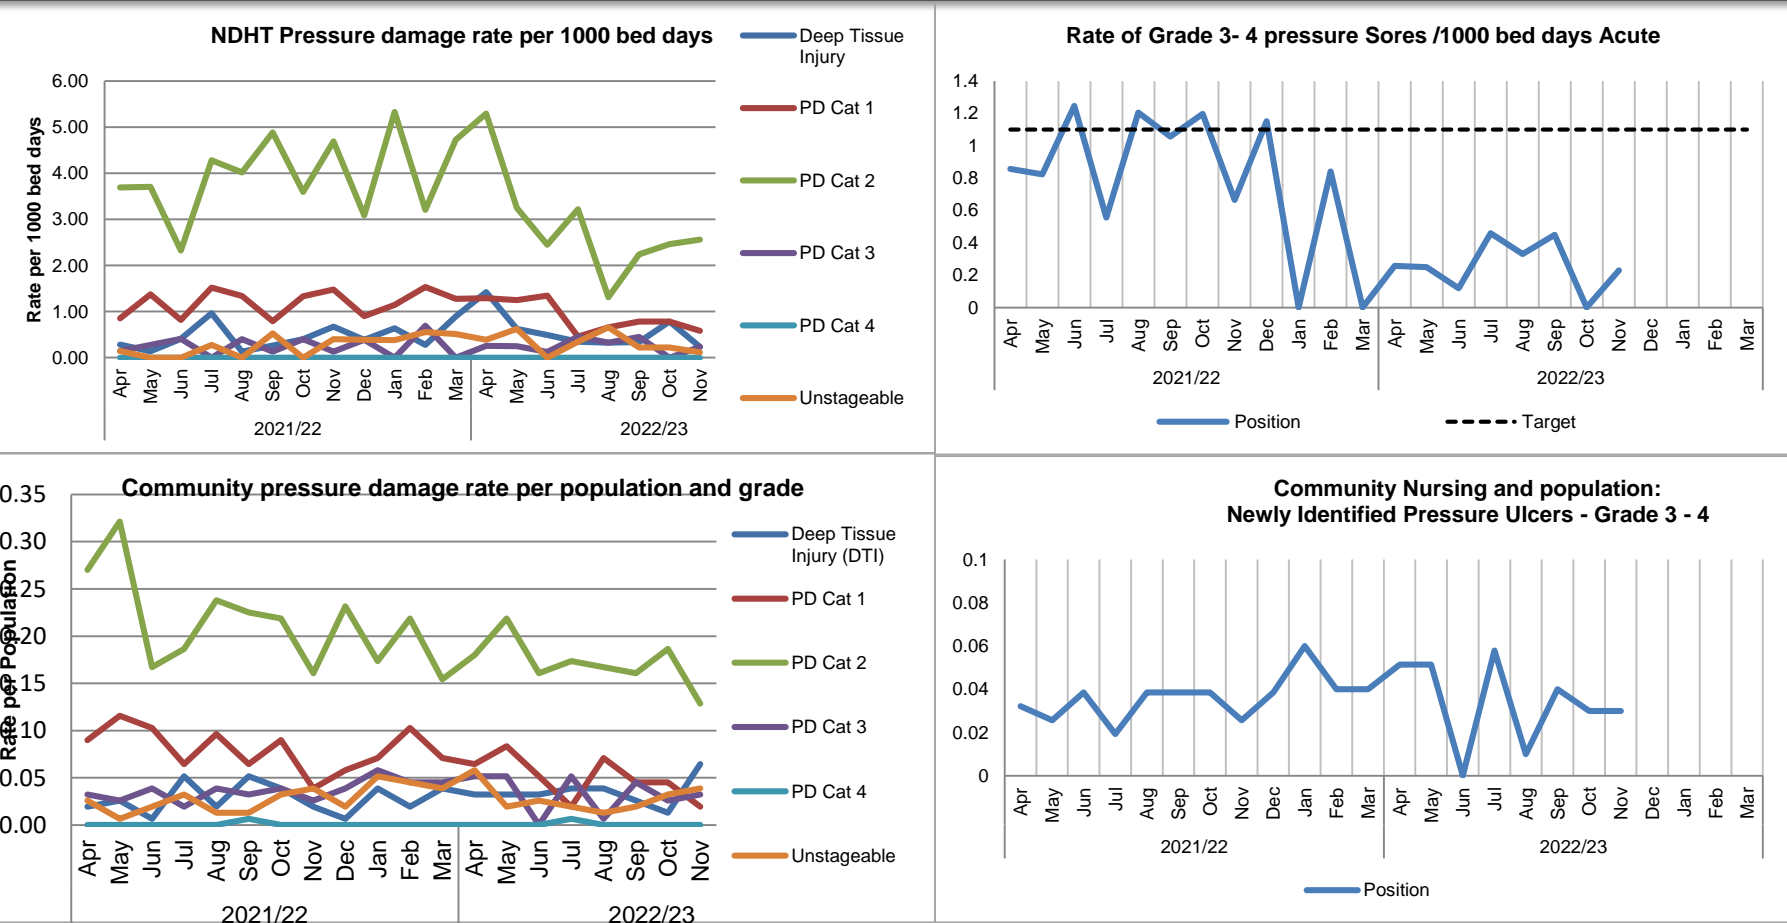 NDHT Pressure damage rate per 1000 bed days
Rate per 1000 bed days
6.00
5.00
4.00
3.00
2.00
1.00
0.00
Apr May Jun Jul Aug Sep Oct Nov Dec Jan Feb Mar Apr May Jun Jul Aug Sep Oct Nov
2021/22 2022/23
Deep Tissue
Injury
PD Cat 1
PD Cat 2
PD Cat 3
PD Cat 4
Unstageable
Rate of Grade 3- 4 pressure Sores /1000 bed days Acute
1.4
1.2
1
0.8
0.6
0.4
0.2
0
Apr May Jun Jul Aug Sep Oct Nov Dec Jan Feb Mar Apr May Jun Jul Aug Sep Oct Nov Dec Jan Feb Mar
2021/22 2022/23
Position Target
Community pressure damage rate per population and grade
Rate per Population
0.35
0.30
0.25
0.20
0.15
0.10
0.05
0.00
Apr May Jun Jul Aug Sep Oct Nov Dec Jan Feb Mar Apr May Jun Jul Aug Sep Oct Nov
2021/22 2022/23
Deep Tissue
Injury (DTI)
PD Cat 1
PD Cat 2
PD Cat 3
PD Cat 4
Unstageable
Community Nursing and population:
Newly Identified Pressure Ulcers - Grade 3 - 4
0.1
0.08
0.06
0.04
0.02
0
Apr May Jun Jul Aug Sep Oct Nov Dec Jan Feb Mar Apr May Jun Jul Aug Sep Oct Nov Dec Jan Feb Mar
2021/22 2022/23
Position